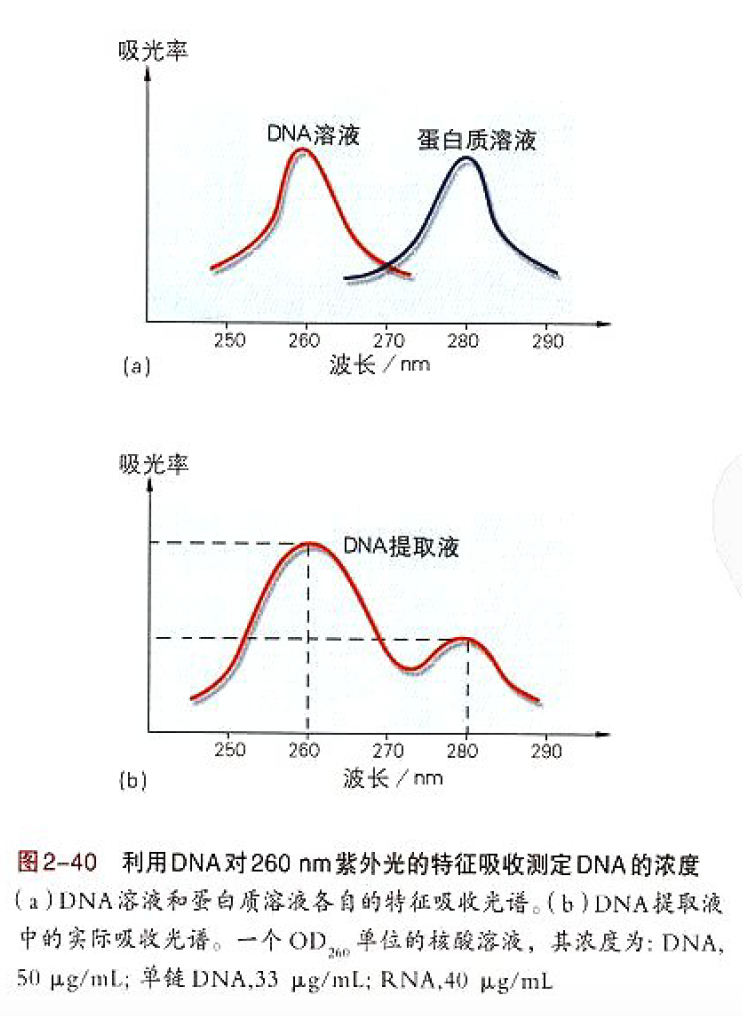 吸光率
DNA溶液
蛋白质溶液
250 260 270 280 290
波长/nm
(a)
吸光率
DNA提取液
250 260 270 280 290
波长/nm
(b)
图2-40 利用DNA对260 nm紫外光的特征吸收测定DNA的浓度
(a)DNA溶液和蛋白质溶液各自的特征吸收光谱。(b)DNA提取液
中的实际吸收光谱。一个OD260单位的核酸溶液，其浓度为: DNA,
50 μg/mL; 单链DNA,33 μg/mL; RNA,40 μg/mL